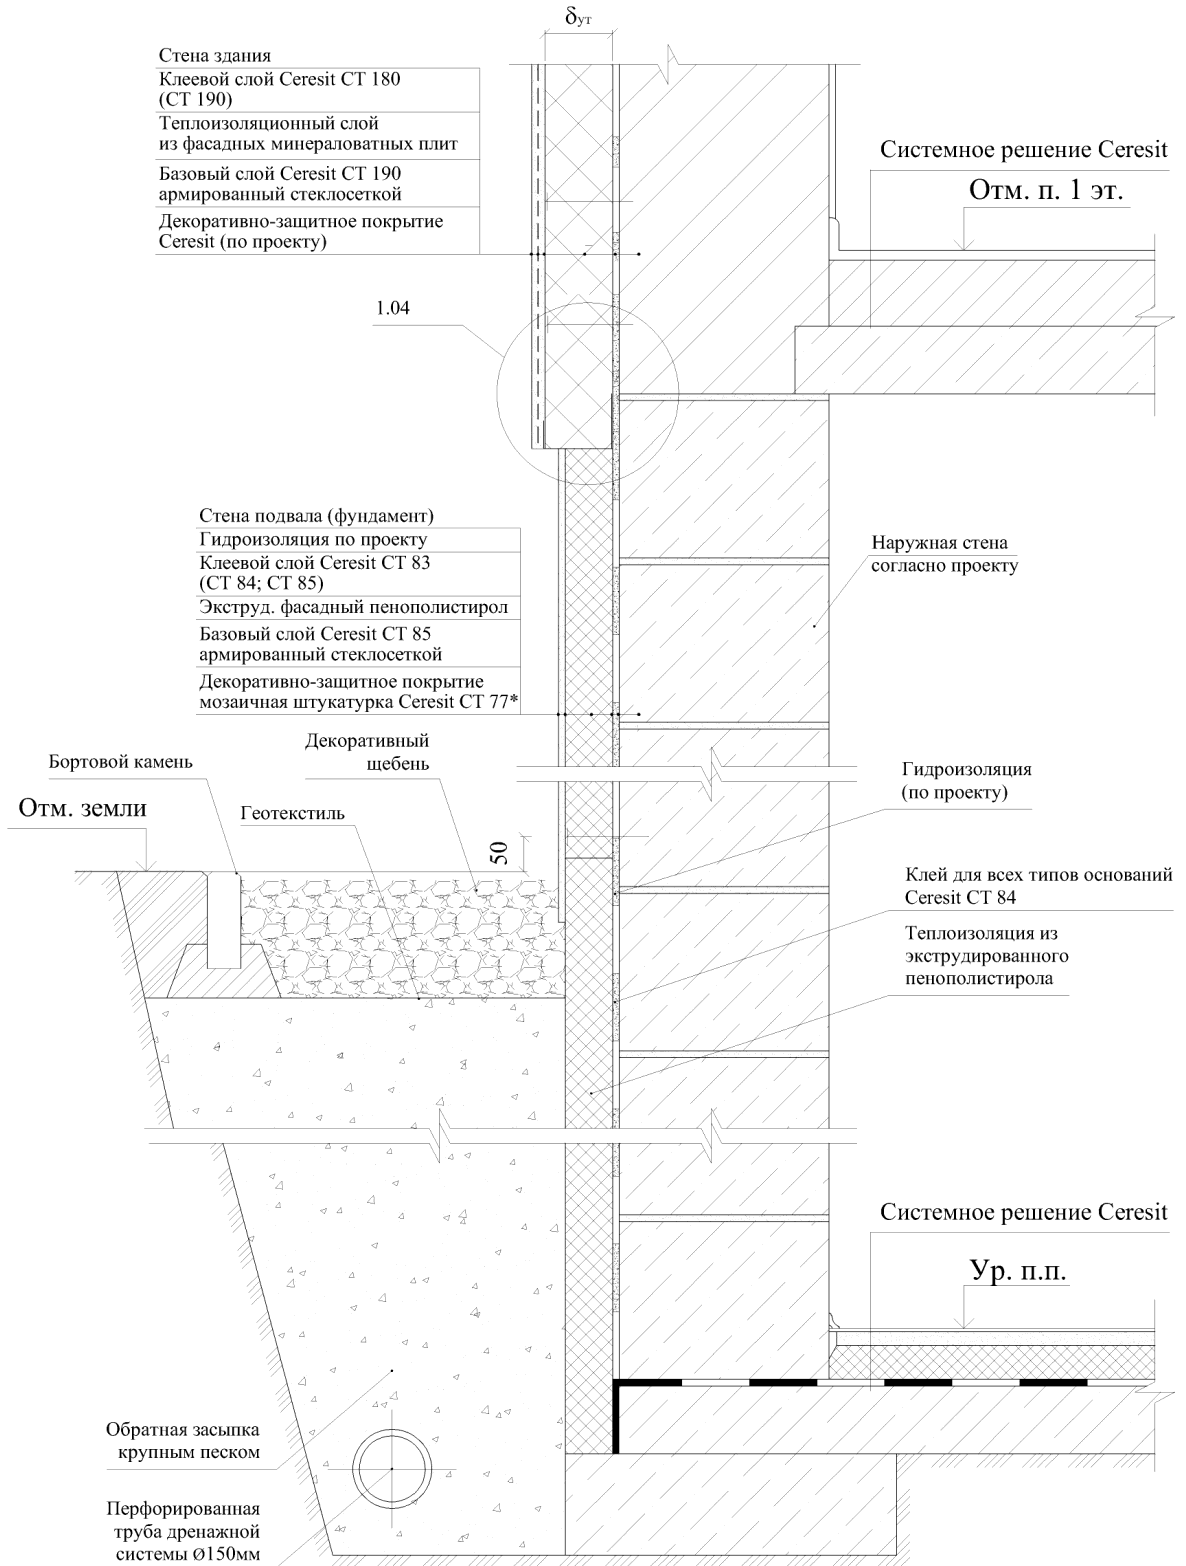 δут
Стена здания
Клеевой слой Ceresit CT 180
(CT 190)
Теплоизоляционный слой
из фасадных минераловатных плит
Базовый слой Ceresit CT 190
армированный стеклосеткой
Декоративно-защитное покрытие
Ceresit (по проекту)
Системное решение Ceresit
Отм. п. 1 эт.
1.04
Стена подвала (фундамент)
Гидроизоляция по проекту
Клеевой слой Ceresit CT 83
(CT 84; CT 85)
Экструд. фасадный пенополистирол
Базовый слой Ceresit CT 85
армированный стеклосеткой
Декоративно-защитное покрытие
мозаичная штукатурка Ceresit CT 77*
Наружная стена
согласно проекту
Декоративный
щебень
Бортовой камень
Отм. земли
Геотекстиль
50
Гидроизоляция
(по проекту)
Клей для всех типов оснований
Ceresit CT 84
Теплоизоляция из
экструдированного
пенополистирола
Системное решение Ceresit
Ур. п.п.
Обратная засыпка
крупным песком
Перфорированная
труба дренажной
системы Ø150мм